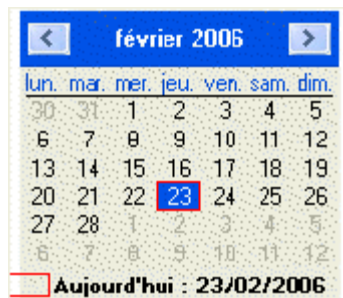 février 2006
lun. mar. mer. jeu. ven. sam. dim.
30 31 1 2 3 4 5
6 7 8 9 10 11 12
13 14 15 16 17 18 19
20 21 22 23 24 25 26
27 28 1 2 3 4 5
6 7 8 9 10 11 12
Aujourd'hui : 23/02/2006